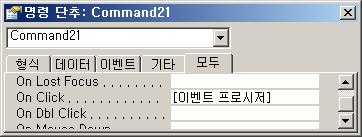 명령 단추: Command21
Command21
형식 데이터 이벤트 기타 모두
On Lost Focus . . . . . . . . . .
On Click . . . . . . . . . . . . . . [이벤트 프로시저]
On Dbl Click . . . . . . . . . . .
On Mouse Down